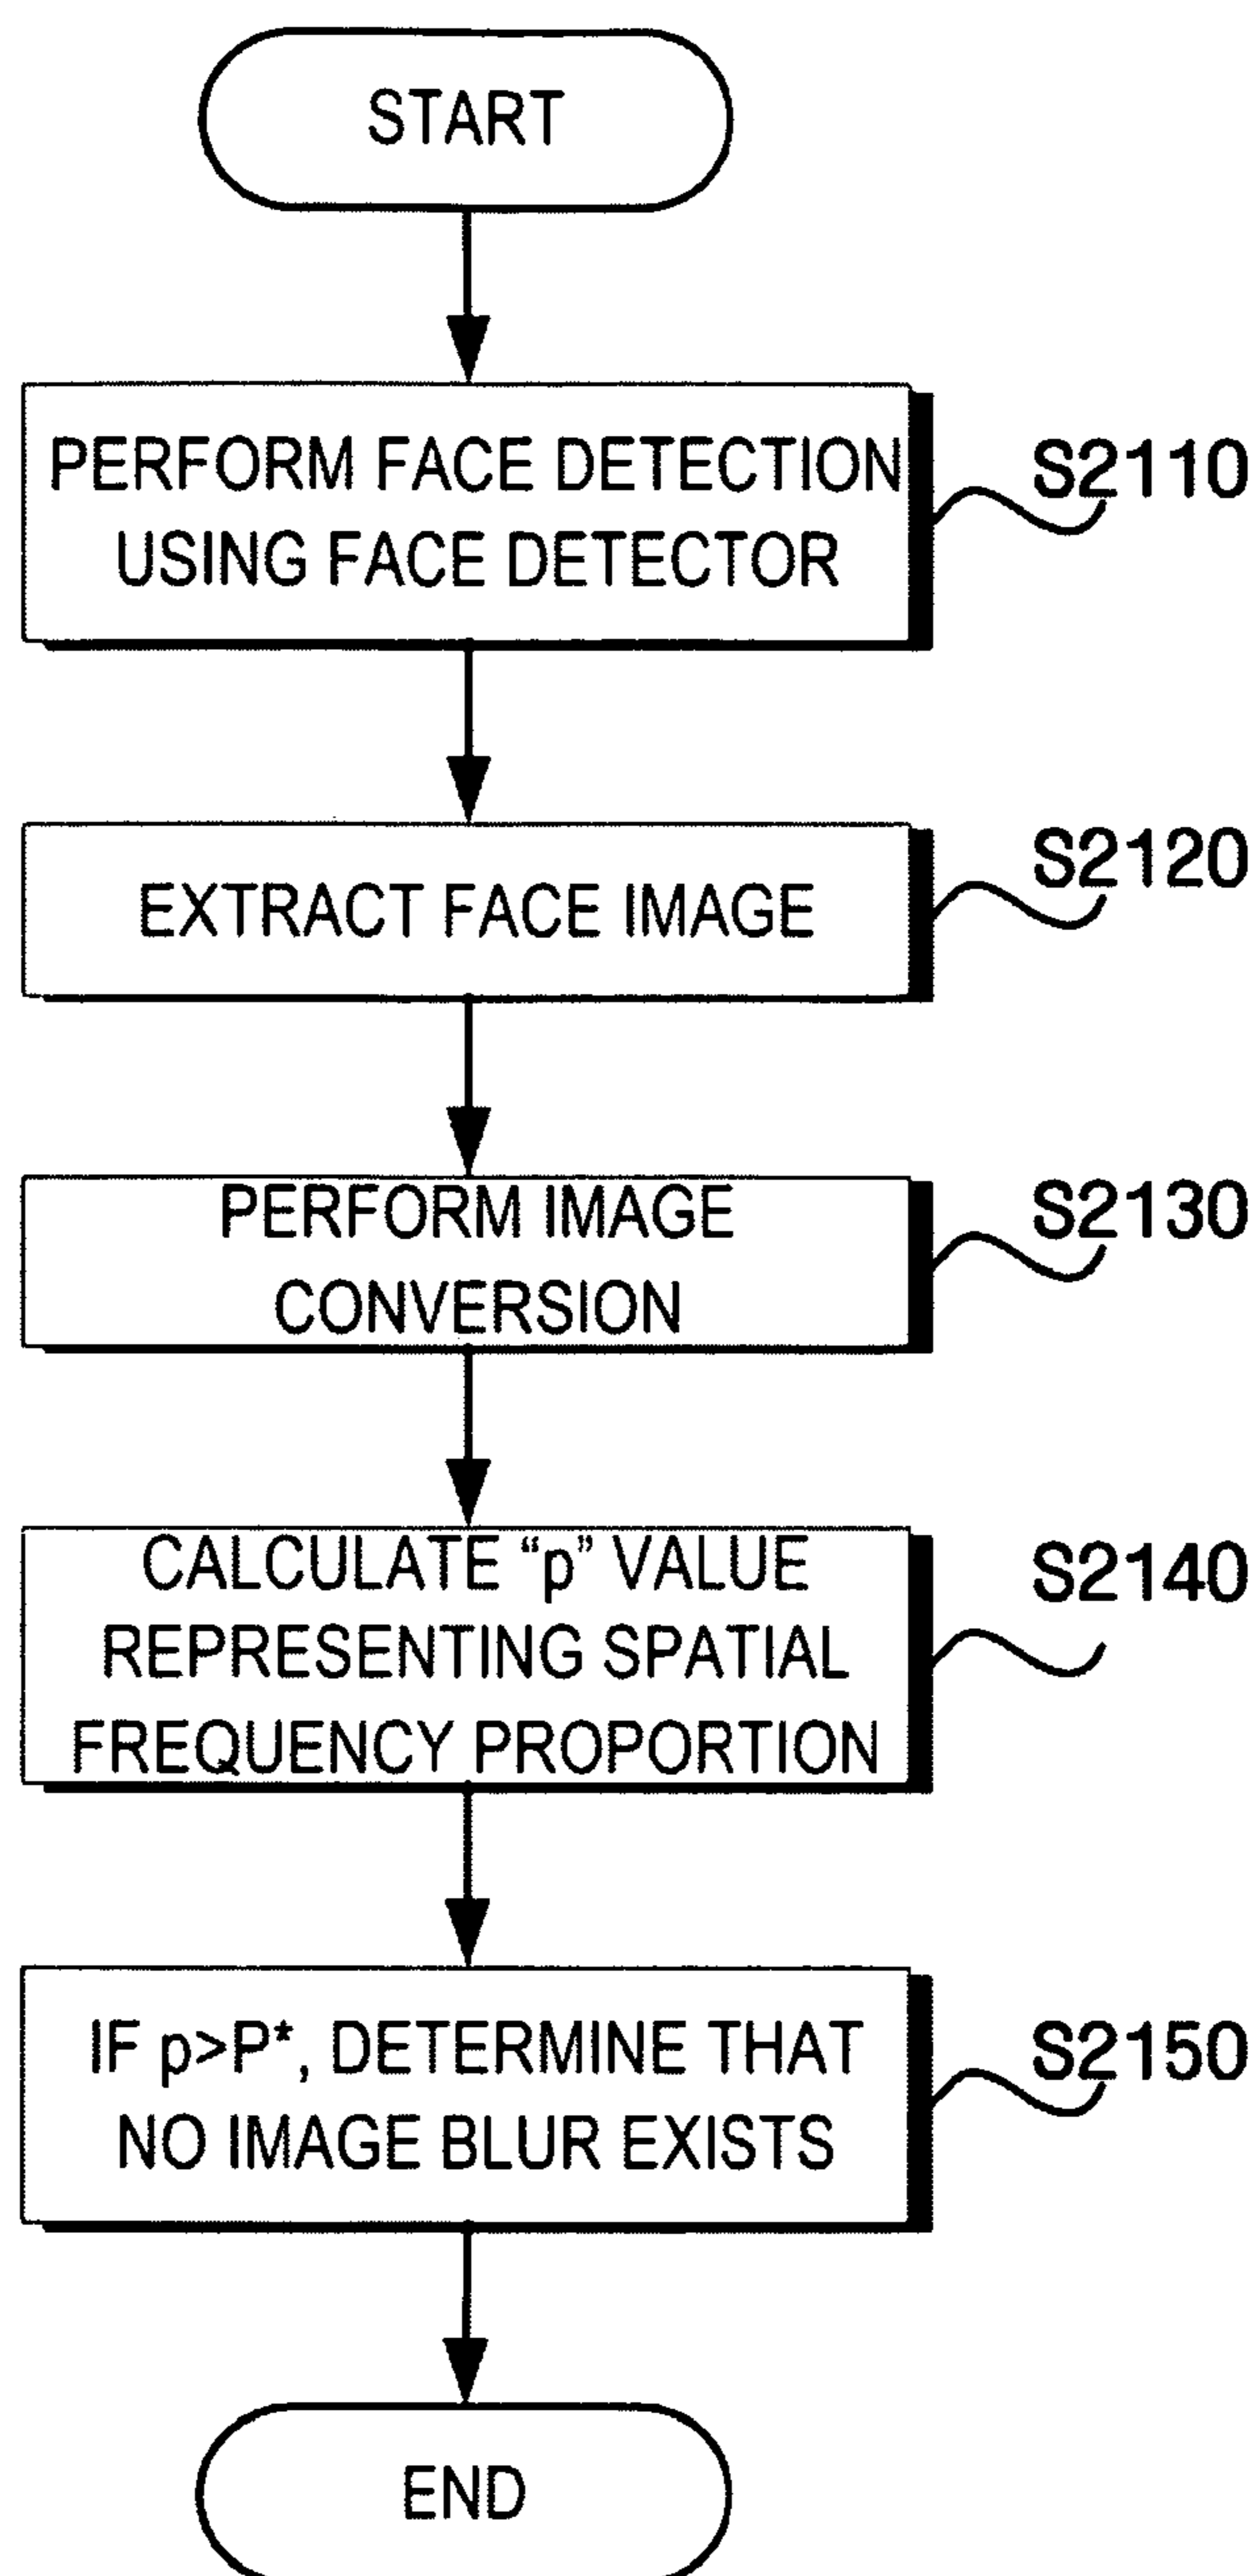 START
PERFORM FACE DETECTION
USING FACE DETECTOR
S2110
EXTRACT FACE IMAGE
S2120
PERFORM IMAGE
CONVERSION
S2130
CALCULATE “p” VALUE
REPRESENTING SPATIAL
FREQUENCY PROPORTION
S2140
IF p>P*, DETERMINE THAT
NO IMAGE BLUR EXISTS
S2150
END